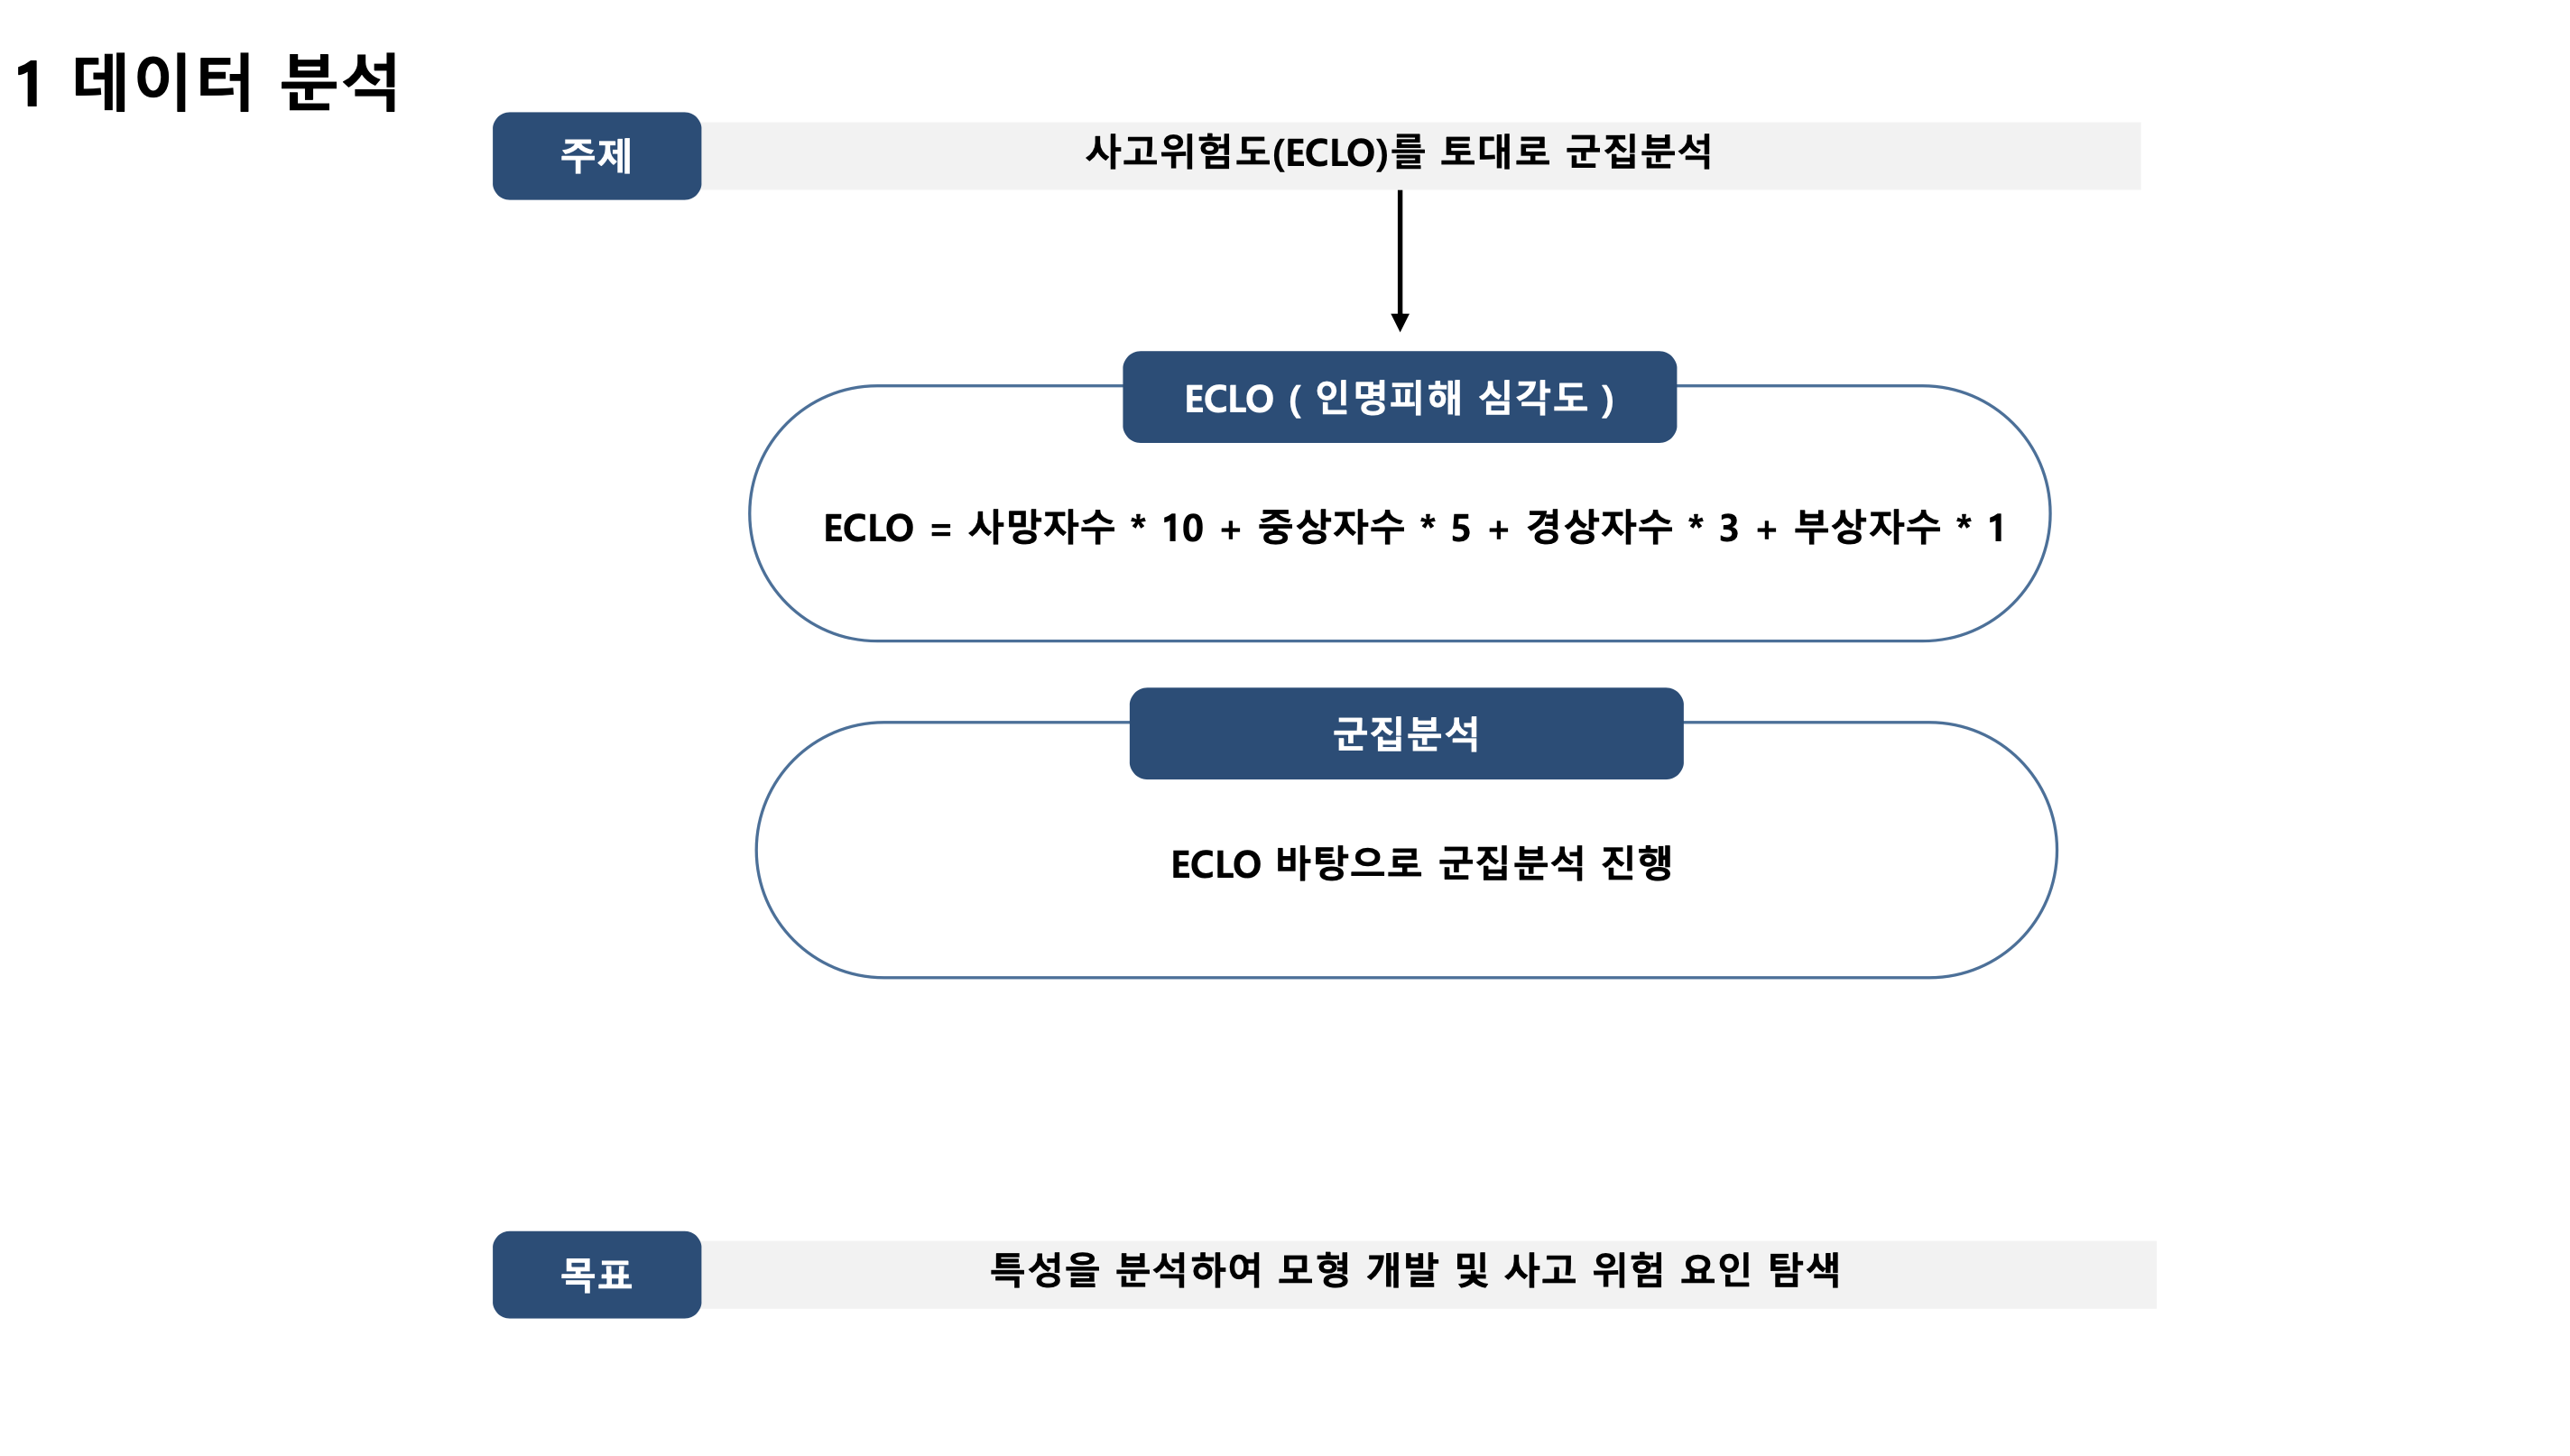 1 데이터 분석
주제
사고위험도(ECLO)를 토대로 군집분석
ECLO ( 인명피해 심각도 )
ECLO = 사망자수 * 10 + 중상자수 * 5 + 경상자수 * 3 + 부상자수 * 1
군집분석
ECLO 바탕으로 군집분석 진행
목표
특성을 분석하여 모형 개발 및 사고 위험 요인 탐색